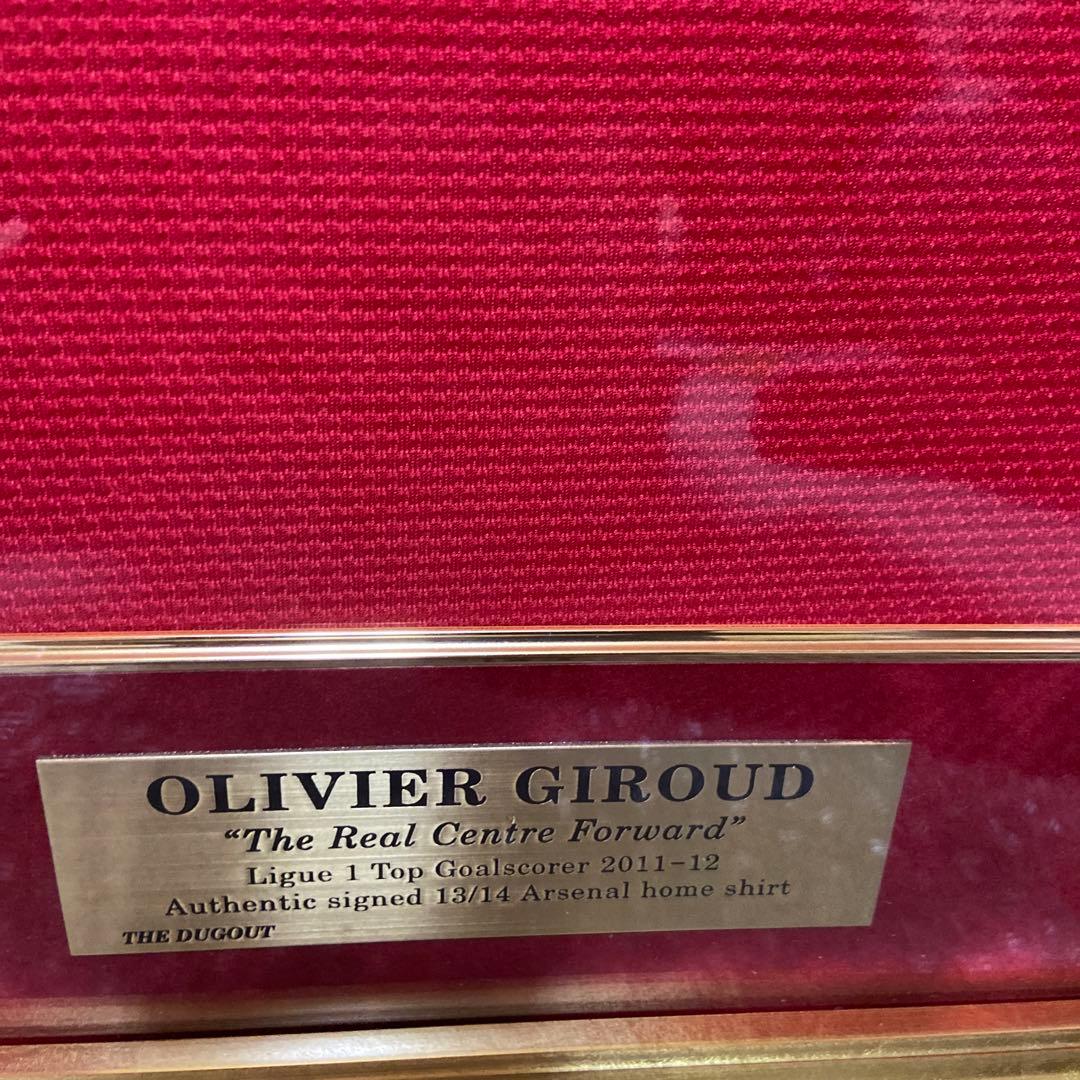 OLIVIER GIROUD
“The Real Centre Forward”
Ligue 1 Top Goalscorer 2011-12
Authentic signed 13/14 Arsenal home shirt
THE DUGOUT